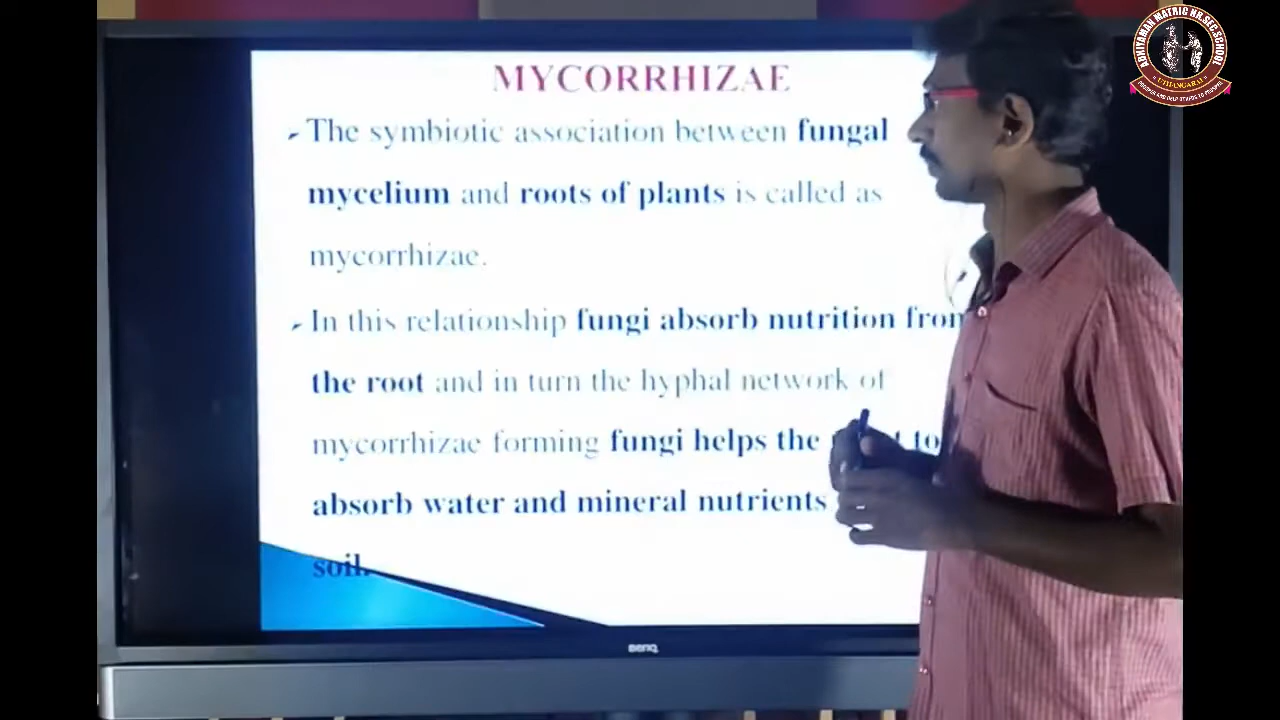 MYCORRHIZAE
The symbiotic association between fungal
mycelium and roots of plants is called as
mycorrhizae.
In this relationship fungi absorb nutrition from
the root and in turn the hyphal network of
mycorrhizae forming fungi helps the to
absorb water and mineral nutrients
soil.
BenQ
ADHIYAMAN MATRIC HR.SEC.SCHOOL
UTHANGARAI